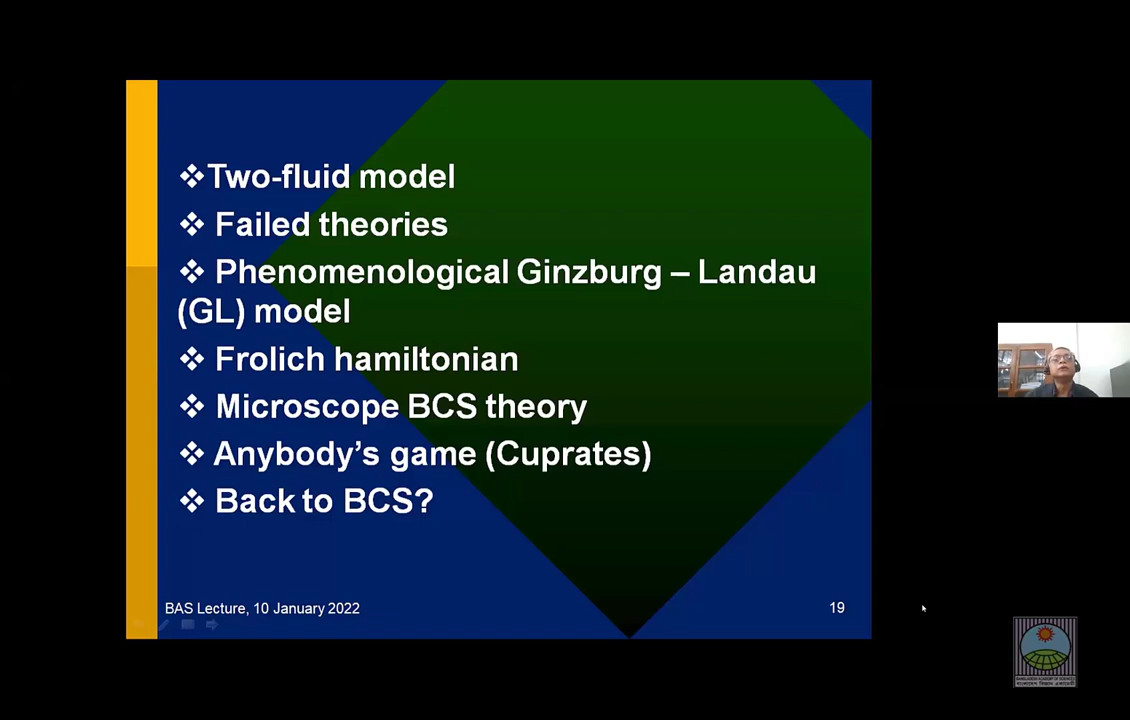 ❖Two-fluid model
❖ Failed theories
❖ Phenomenological Ginzburg – Landau
(GL) model
❖ Frolich hamiltonian
❖ Microscope BCS theory
❖ Anybody’s game (Cuprates)
❖ Back to BCS?
BAS Lecture, 10 January 2022
19